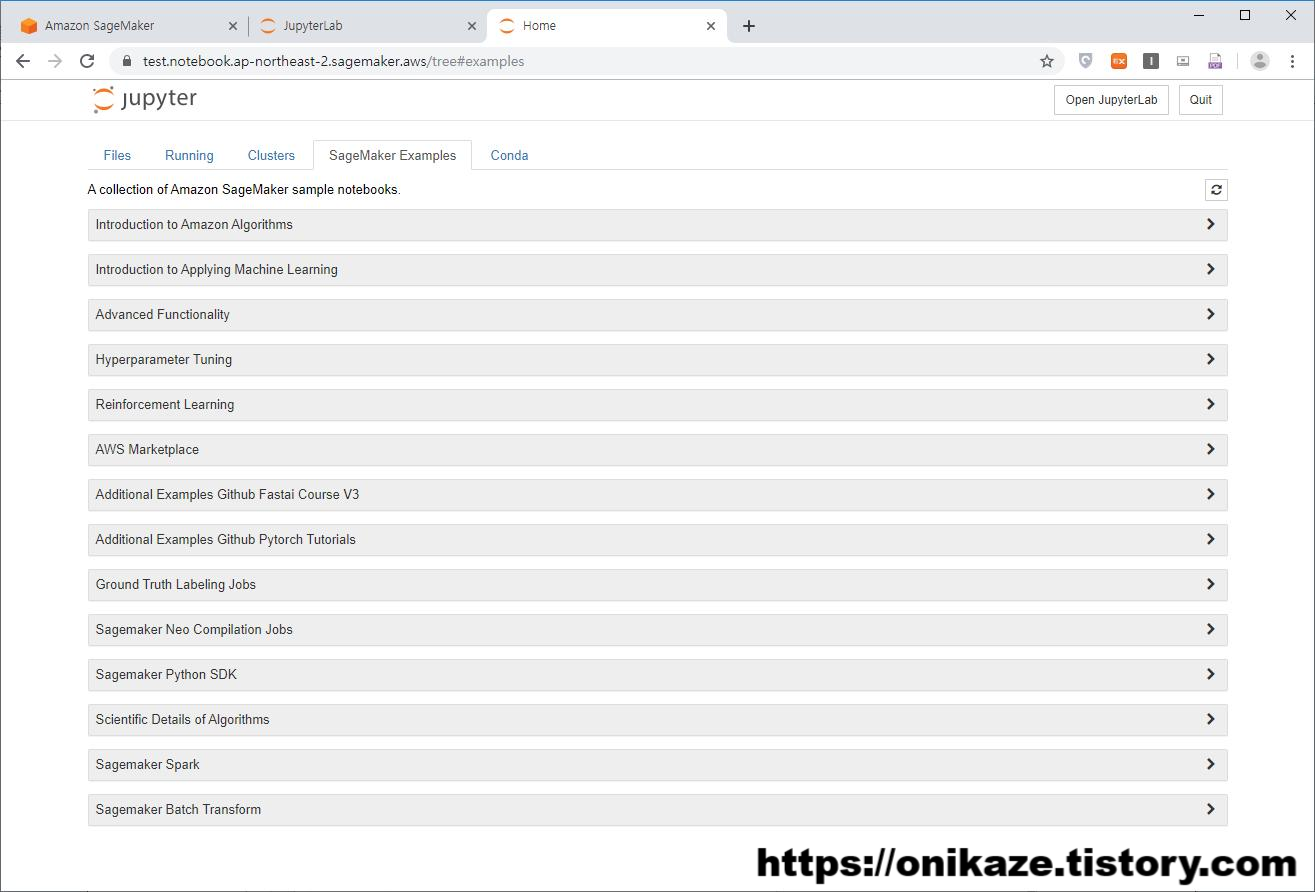 Amazon SageMaker
JupyterLab
Home
test.notebook.ap-northeast-2.sagemaker.aws/tree#examples
jupyter
Open JupyterLab
Quit
Files
Running
Clusters
SageMaker Examples
Conda
A collection of Amazon SageMaker sample notebooks.
Introduction to Amazon Algorithms
Introduction to Applying Machine Learning
Advanced Functionality
Hyperparameter Tuning
Reinforcement Learning
AWS Marketplace
Additional Examples Github Fastai Course V3
Additional Examples Github Pytorch Tutorials
Ground Truth Labeling Jobs
Sagemaker Neo Compilation Jobs
Sagemaker Python SDK
Scientific Details of Algorithms
Sagemaker Spark
Sagemaker Batch Transform
https://onikaze.tistory.com